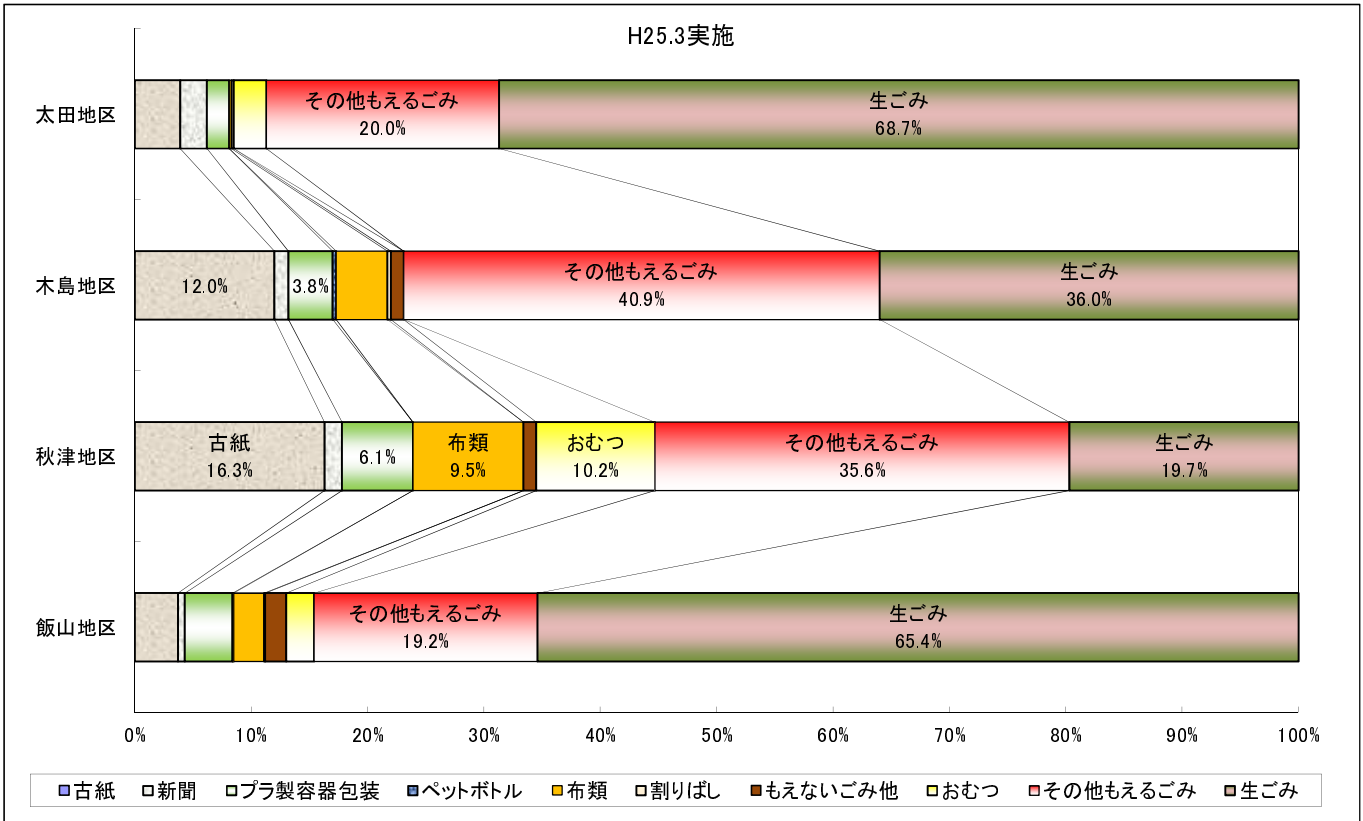 H25.3実施
太田地区
その他もえるごみ
20.0%
生ごみ
68.7%
木島地区
12.0%
3.8%
その他もえるごみ
40.9%
生ごみ
36.0%
秋津地区
古紙
16.3%
6.1%
布類
9.5%
おむつ
10.2%
その他もえるごみ
35.6%
生ごみ
19.7%
飯山地区
その他もえるごみ
19.2%
生ごみ
65.4%
0% 10% 20% 30% 40% 50% 60% 70% 80% 90% 100%
古紙 新聞 プラ製容器包装 ペットボトル 布類 割りばし もえないごみ他 おむつ その他もえるごみ 生ごみ